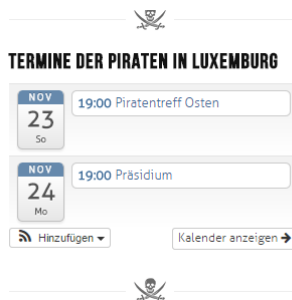 TERMINE DER PIRATEN IN LUXEMBURG
NOV
23
So
19:00 Piratentreff Osten
NOV
24
Mo
19:00 Präsidium
Hinzufügen
Kalender anzeigen